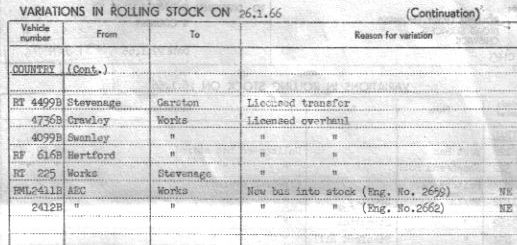 VARIATIONS IN ROLLING STOCK ON 26.1.66 (Continuation)
Vehicle number From To Reason for variation
COUNTRY (Cont.)
RT 4499B Stevenage Garston Licensed transfer
4736B Crawley Works Licensed overhaul
4099B Swanley " " "
RF 616B Hertford " " "
RT 225 Works Stevenage " "
RML2411B AEC Works New bus into stock (Eng. No. 2659) NE
2412B " " " " (Eng. No.2662) NE